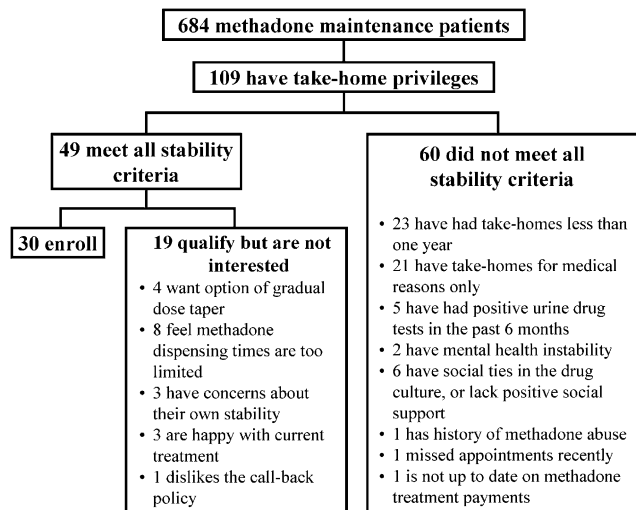 684 methadone maintenance patients
109 have take-home privileges
49 meet all stability
criteria
30 enroll
19 qualify but are not
interested
• 4 want option of gradual
dose taper
• 8 feel methadone
dispensing times are too
limited
• 3 have concerns about
their own stability
• 3 are happy with current
treatment
• 1 dislikes the call-back
policy
60 did not meet all
stability criteria
• 23 have had take-homes less than
one year
• 21 have take-homes for medical
reasons only
• 5 have had positive urine drug
tests in the past 6 months
• 2 have mental health instability
• 6 have social ties in the drug
culture, or lack positive social
support
• 1 has history of methadone abuse
• 1 missed appointments recently
• 1 is not up to date on methadone
treatment payments